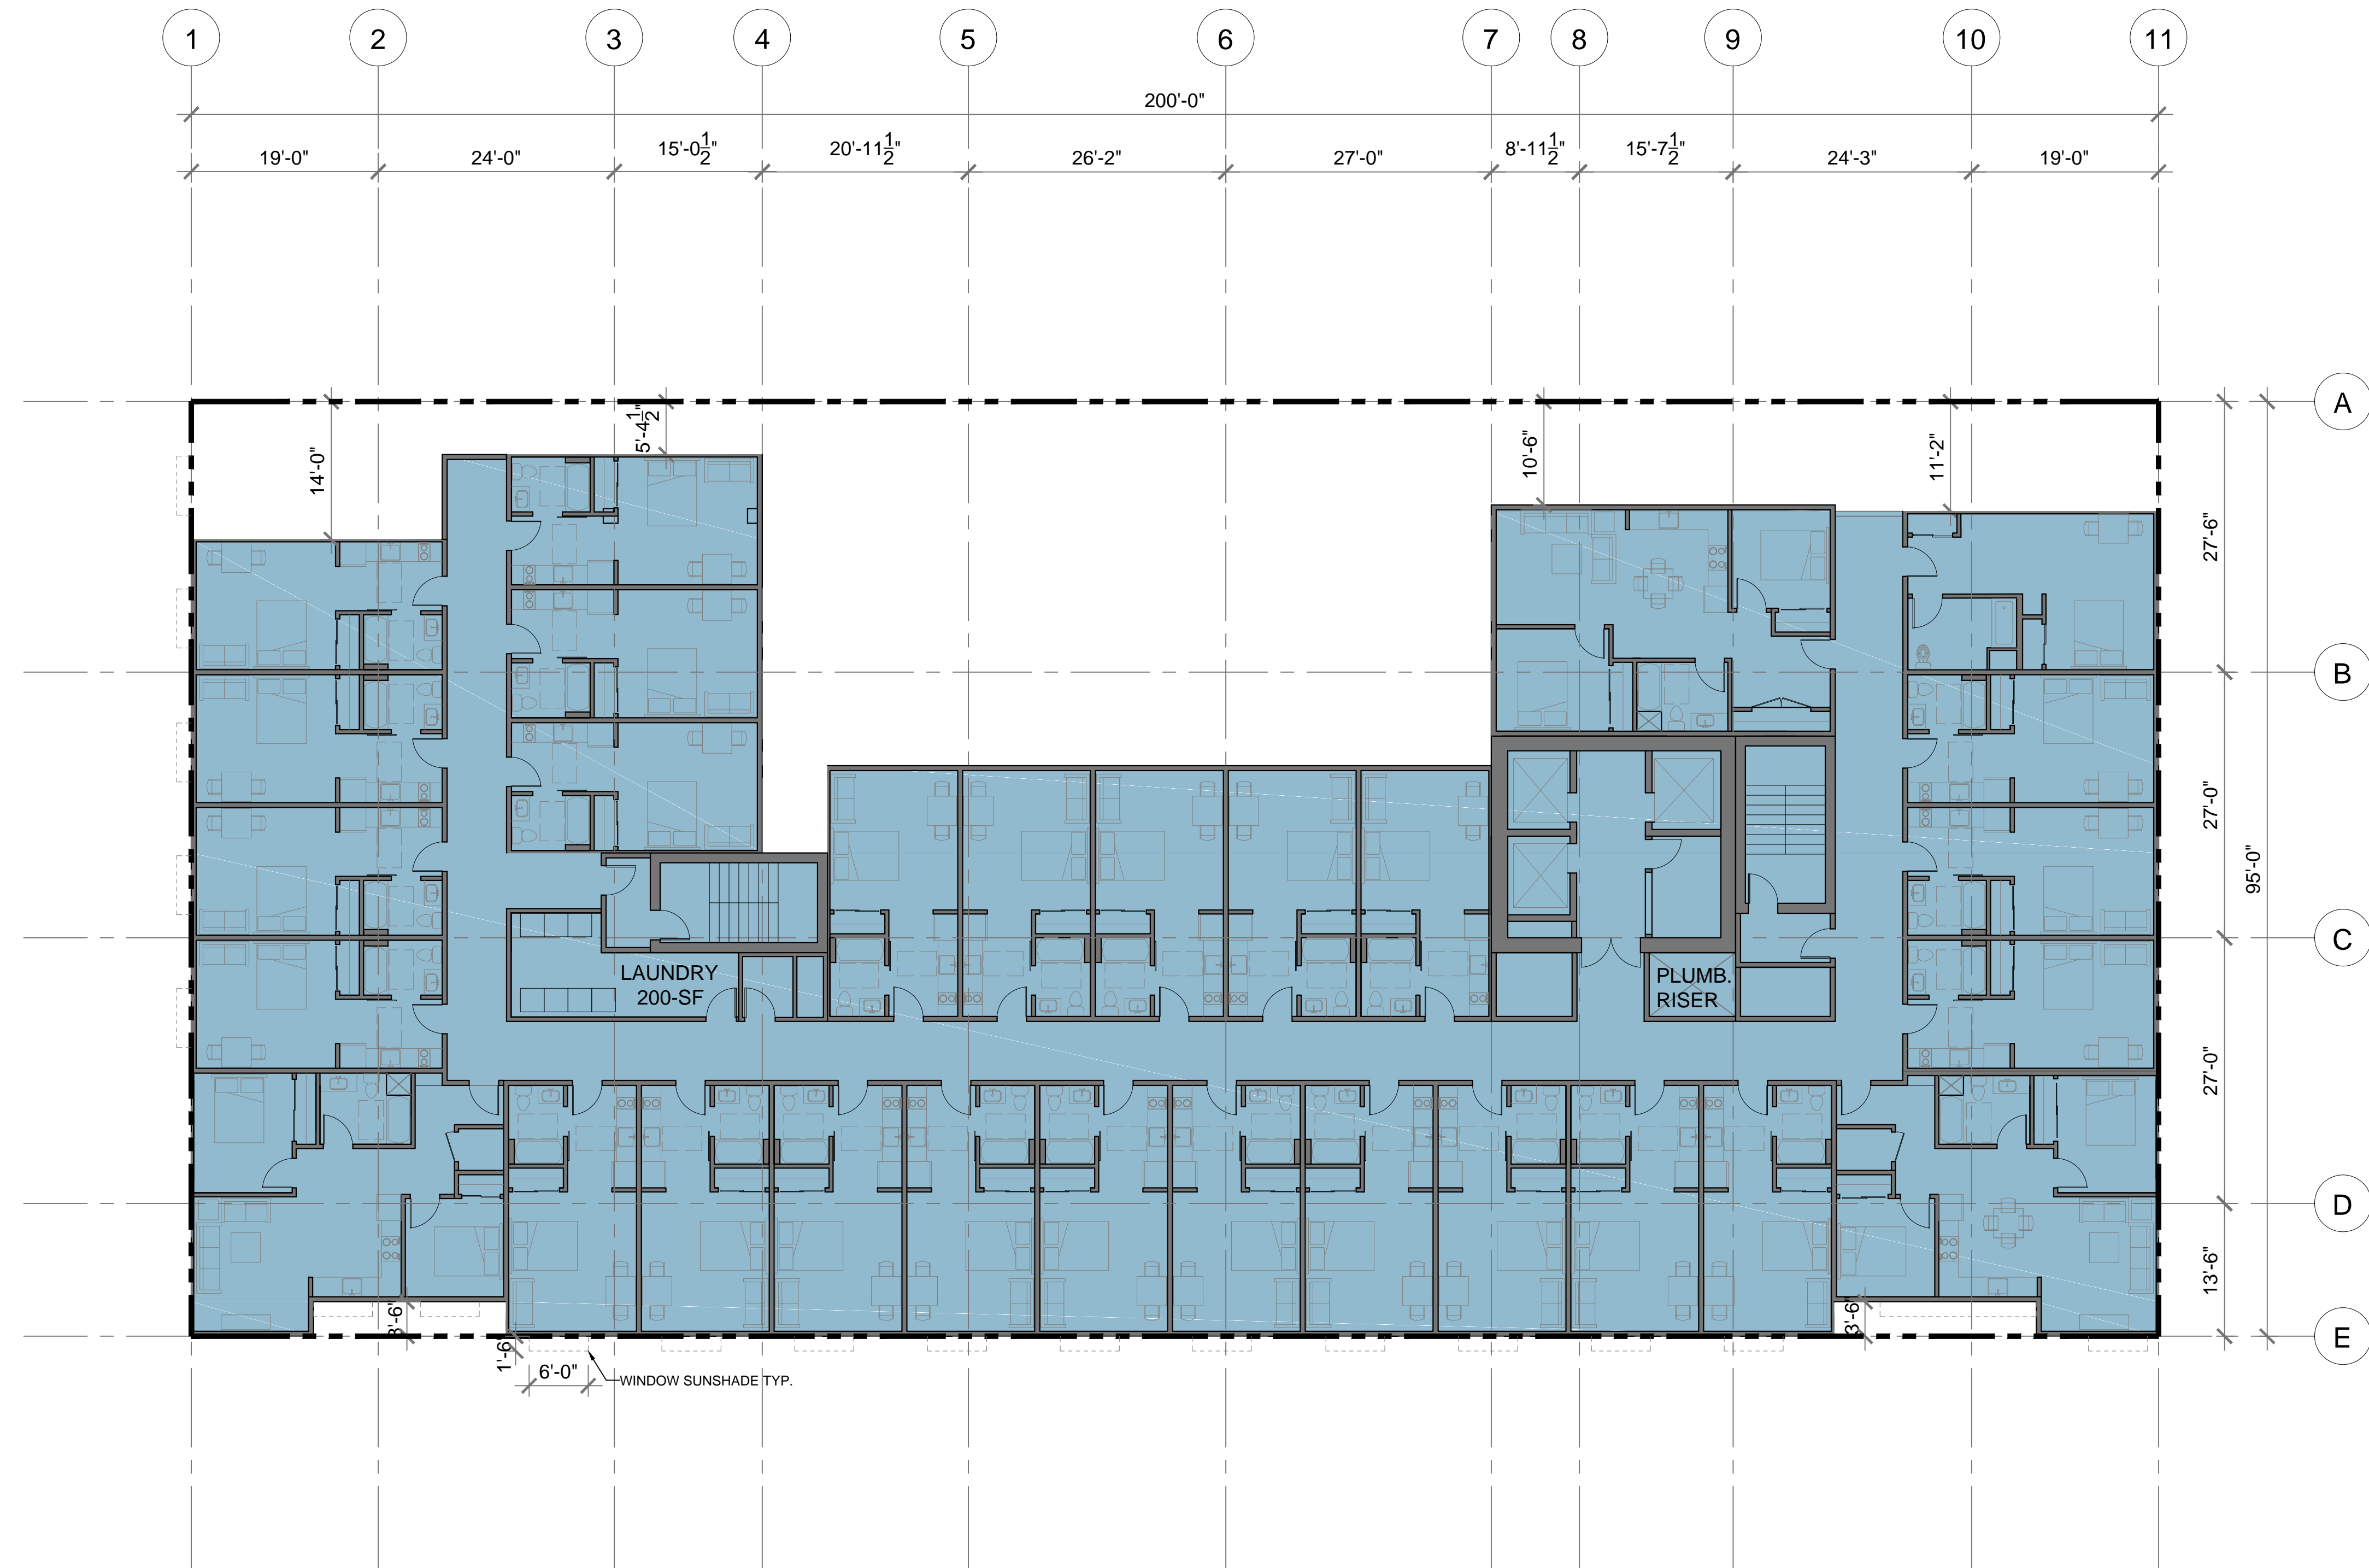 1 2 3 4 5 6 7 8 9 10 11
200'-0"
19'-0" 24'-0" 15'-0 1/2" 20'-11 1/2" 26'-2" 27'-0" 8'-11 1/2" 15'-7 1/2" 24'-3" 19'-0"
A
5'-4 1/2"
14'-0"
10'-6"
11'-2"
27'-6"
B
27'-0"
95'-0"
C
LAUNDRY
200-SF
PLUMB.
RISER
27'-0"
D
13'-6"
3'-6"
3'-6"
E
1'-6"
6'-0"
WINDOW SUNSHADE TYP.